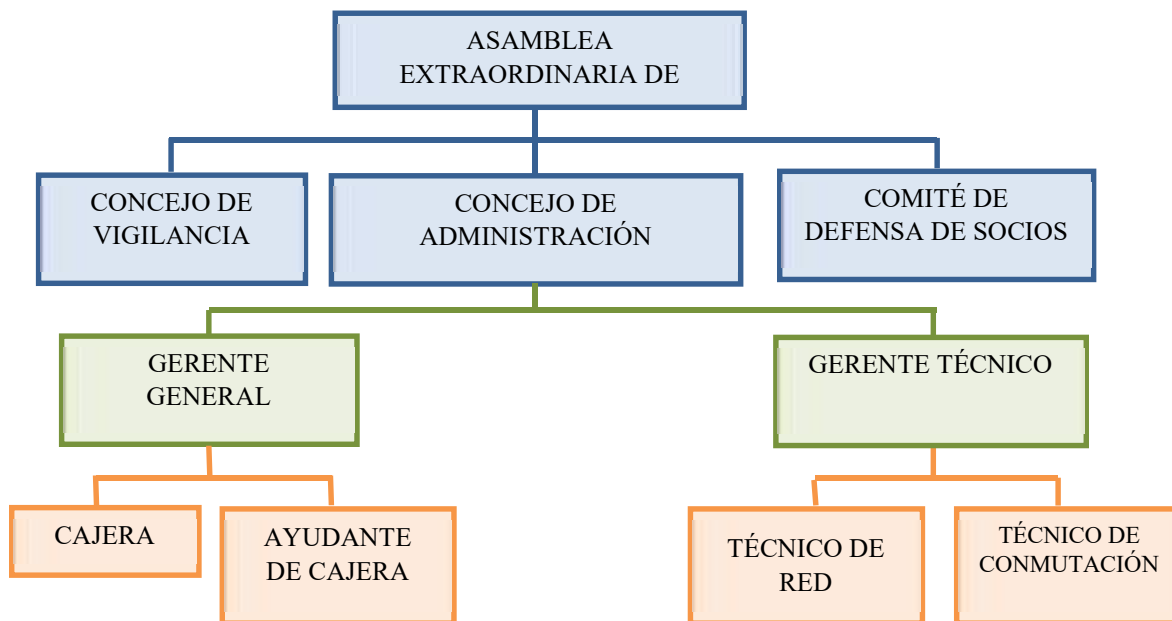 ASAMBLEA
EXTRAORDINARIA DE
CONCEJO DE
VIGILANCIA
CONCEJO DE
ADMINISTRACIÓN
COMITÉ DE
DEFENSA DE SOCIOS
GERENTE
GENERAL
GERENTE TÉCNICO
CAJERA
AYUDANTE
DE CAJERA
TÉCNICO DE
RED
TÉCNICO DE
CONMUTACIÓN